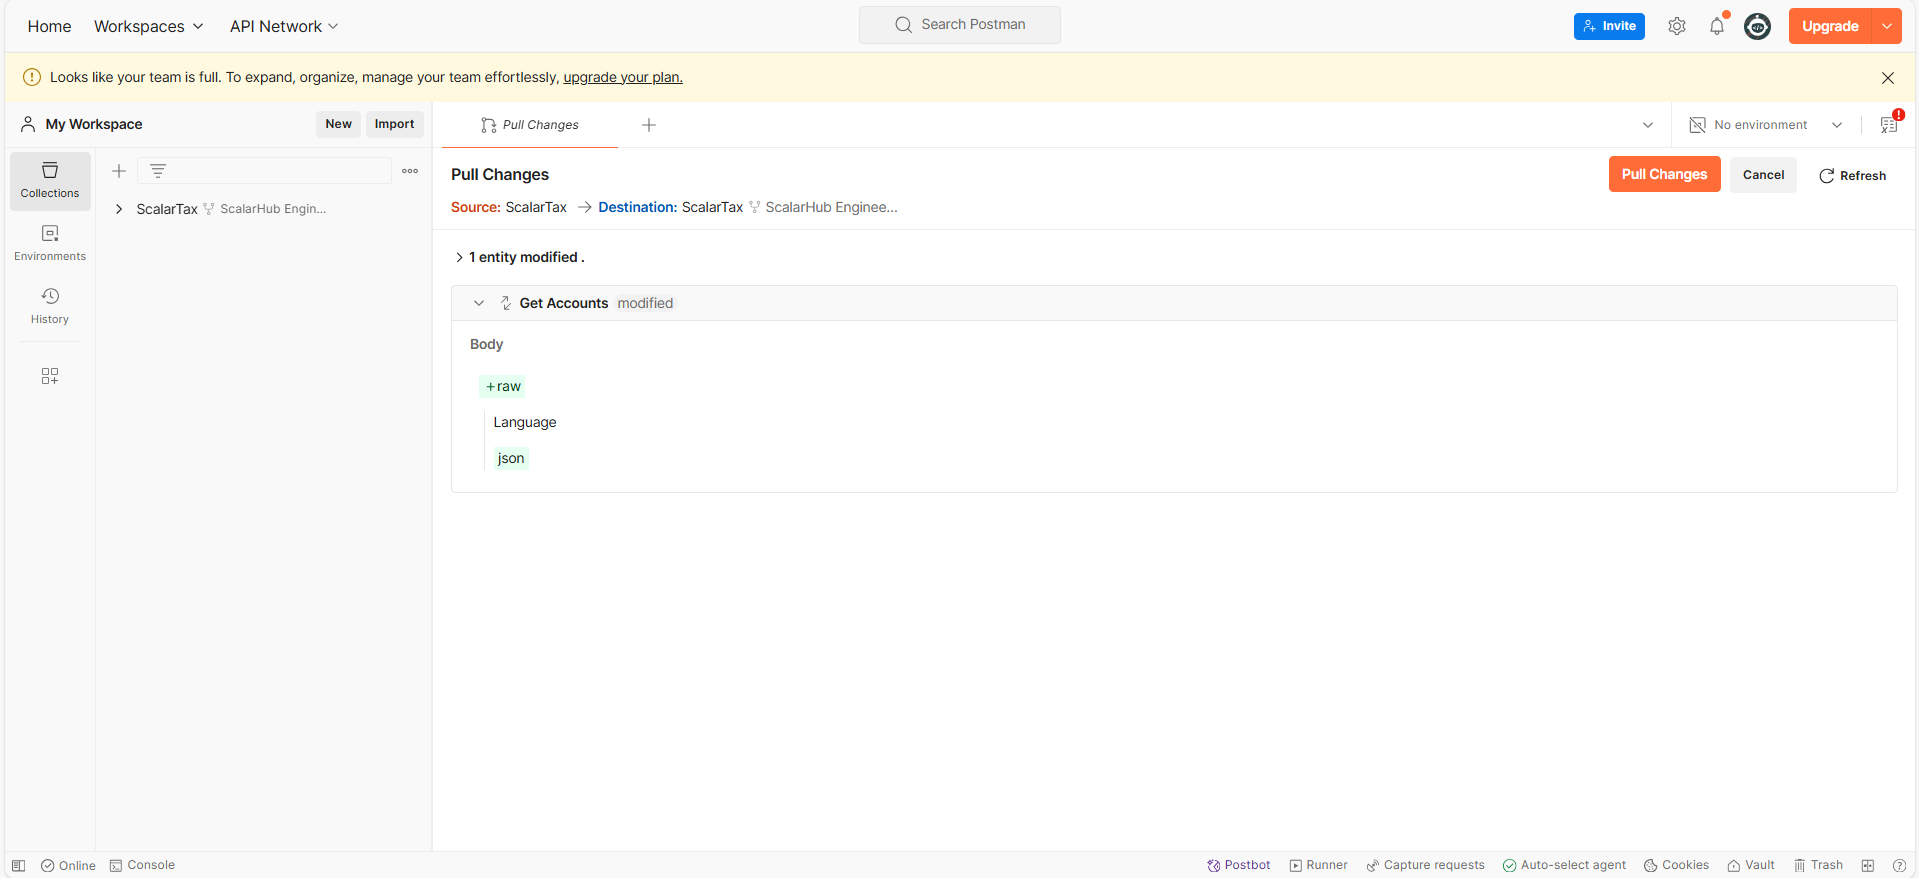 Home Workspaces API Network Search Postman Invite Upgrade
Looks like your team is full. To expand, organize, manage your team effortlessly, upgrade your plan.
My Workspace New Import Pull Changes No environment
Collections
Environments
History
ScalarTax ScalarHub Engin...
Pull Changes Pull Changes Cancel Refresh
Source: ScalarTax → Destination: ScalarTax ScalarHub Enginee...
1 entity modified .
Get Accounts modified
Body
+raw
Language
json
Online Console Postbot Runner Capture requests Auto-select agent Cookies Vault Trash